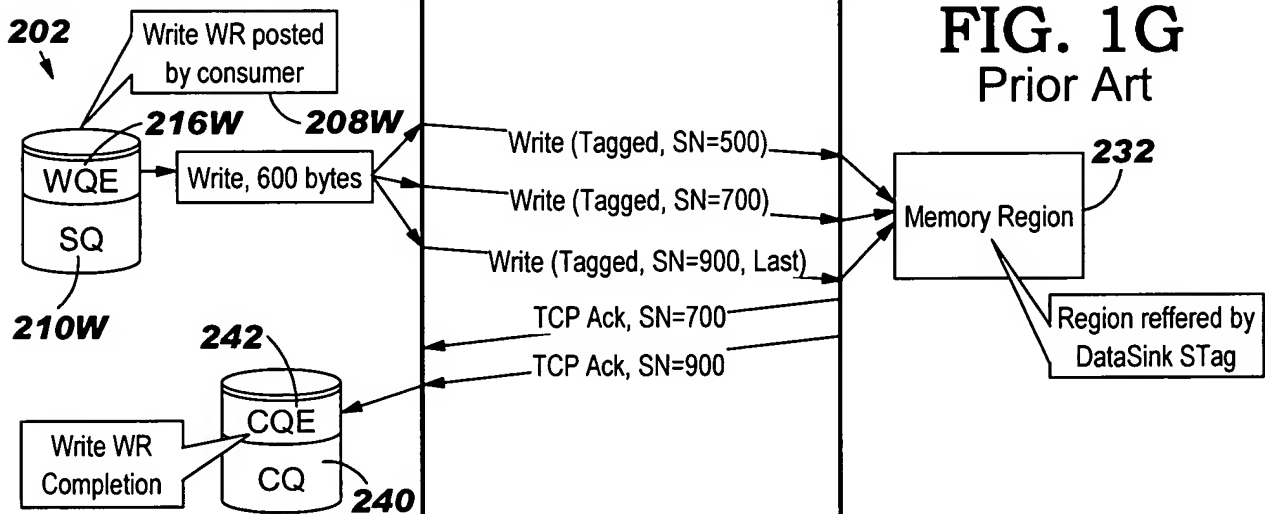 202
Write WR posted
by consumer
FIG. 1G
Prior Art
216W
208W
WQE
SQ
210W
Write, 600 bytes
Write (Tagged, SN=500)
Write (Tagged, SN=700)
Write (Tagged, SN=900, Last)
TCP Ack, SN=700
TCP Ack, SN=900
232
Memory Region
Region reffered by
DataSink STag
242
CQE
CQ
240
Write WR
Completion